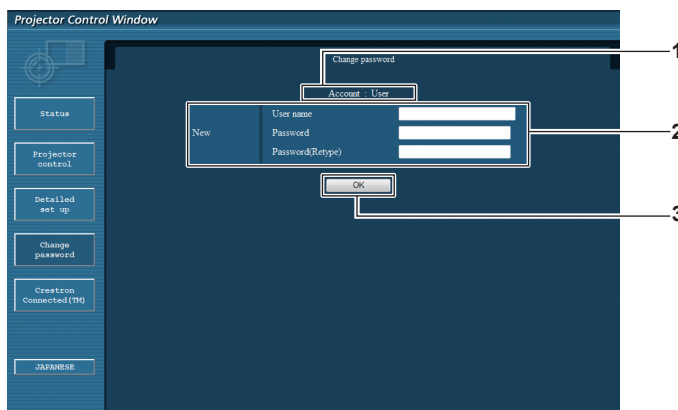 Projector Control Window
1
Change password
Account : User
Status
User name
2
New
Password
Projector
control
Password(Retype)
OK
3
Detailed
set up
Change
password
Crestron
Connected(TM)
JAPANESE